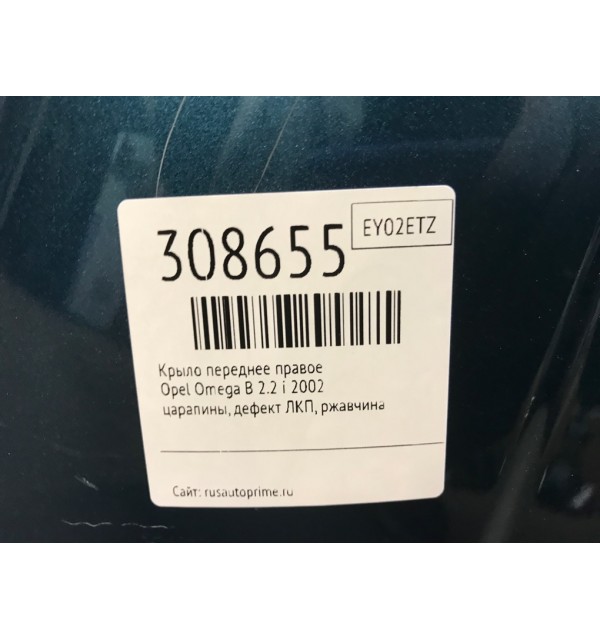 308655
EY02ETZ
Крыло переднее правое
Opel Omega B 2.2 i 2002
царапины, дефект ЛКП, ржавчина
Сайт: rusautoprime.ru